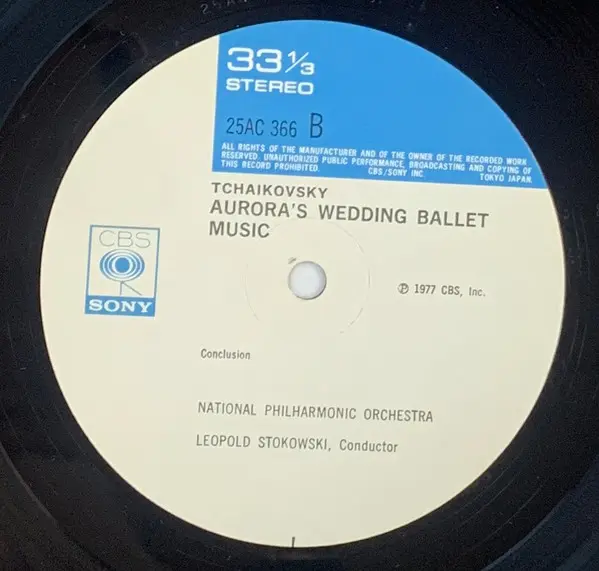 33 1/3
STEREO
25AC 366 B
ALL RIGHTS OF THE MANUFACTURER AND OF THE OWNER OF THE RECORDED WORK
RESERVED. UNAUTHORIZED PUBLIC PERFORMANCE, BROADCASTING AND COPYING OF
THIS RECORD PROHIBITED. CBS/SONY INC. TOKYO JAPAN
TCHAIKOVSKY
AURORA'S WEDDING BALLET
MUSIC
CBS
SONY
Ⓟ 1977 CBS, Inc.
Conclusion
NATIONAL PHILHARMONIC ORCHESTRA
LEOPOLD STOKOWSKI, Conductor